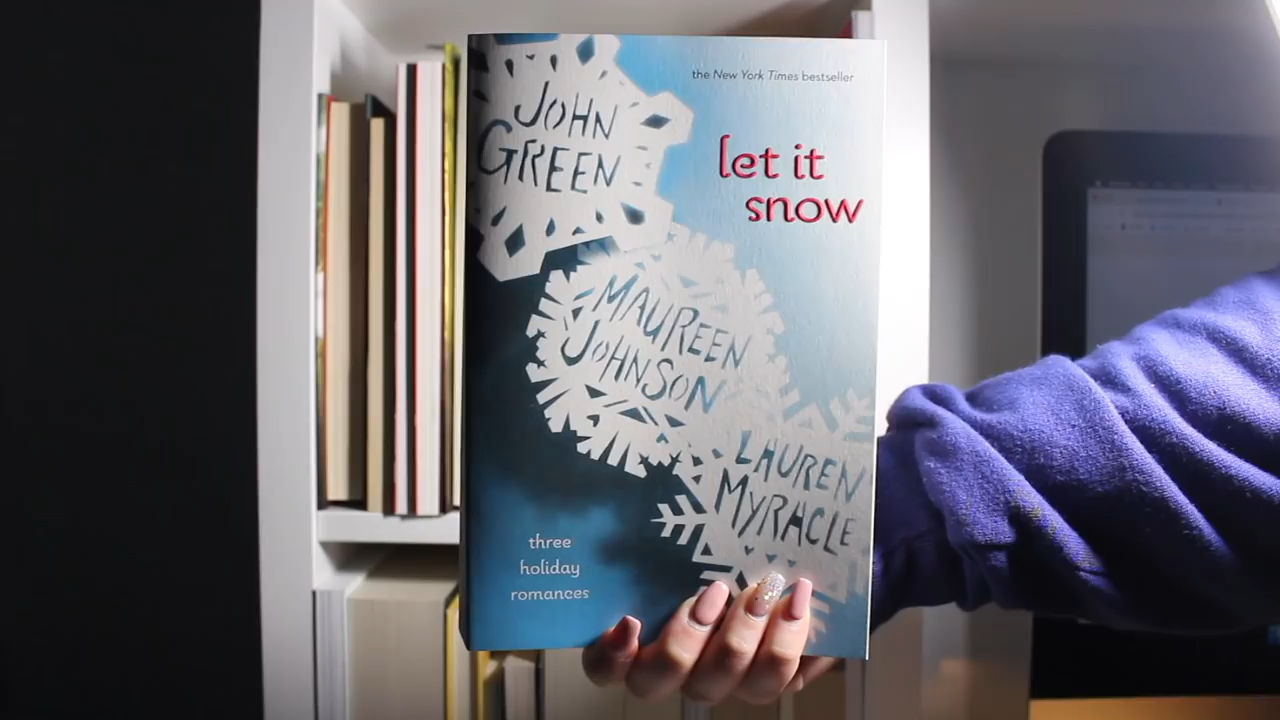 JOHN
GREEN
the New York Times bestseller
let it
snow
MAUREEN
JOHNSON
LAUREN
MYRACLE
three
holiday
romances